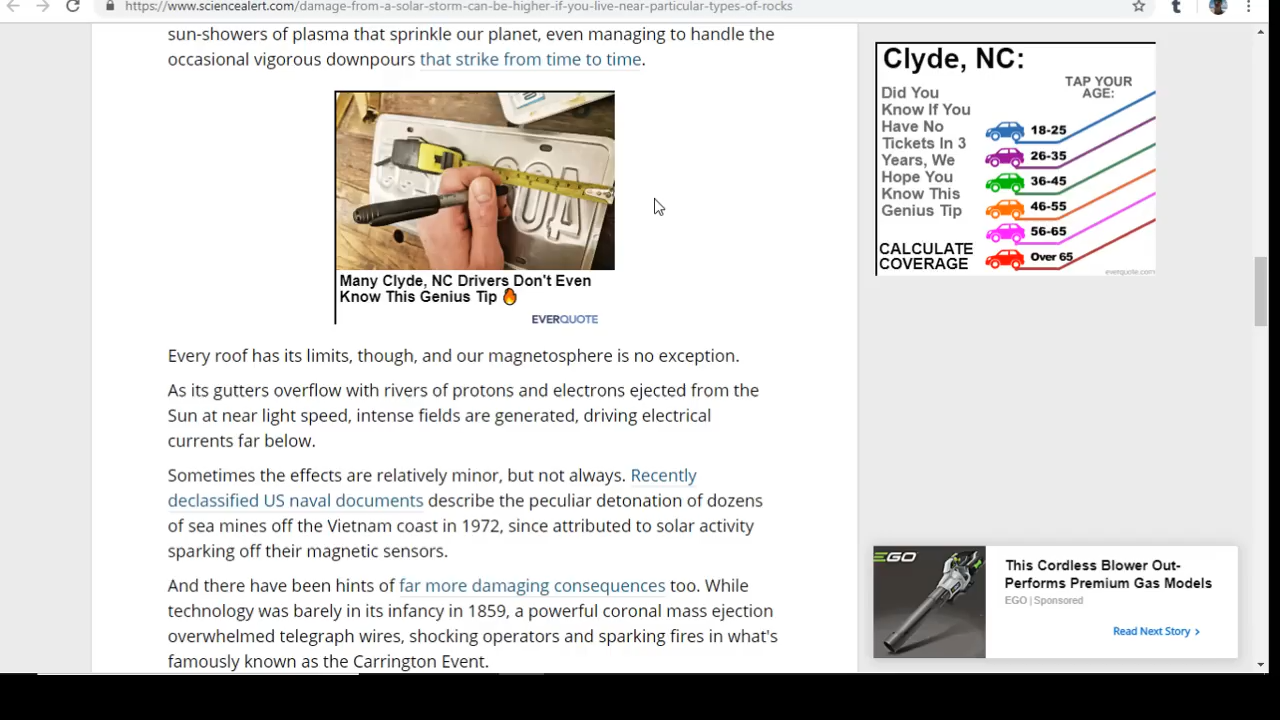 https://www.sciencealert.com/damage-from-a-solar-storm-can-be-higher-if-you-live-near-particular-types-of-rocks
sun-showers of plasma that sprinkle our planet, even managing to handle the
occasional vigorous downpours that strike from time to time.
Many Clyde, NC Drivers Don't Even
Know This Genius Tip 🔥
EVERQUOTE
Every roof has its limits, though, and our magnetosphere is no exception.
As its gutters overflow with rivers of protons and electrons ejected from the
Sun at near light speed, intense fields are generated, driving electrical
currents far below.
Sometimes the effects are relatively minor, but not always. Recently
declassified US naval documents describe the peculiar detonation of dozens
of sea mines off the Vietnam coast in 1972, since attributed to solar activity
sparking off their magnetic sensors.
And there have been hints of far more damaging consequences too. While
technology was barely in its infancy in 1859, a powerful coronal mass ejection
overwhelmed telegraph wires, shocking operators and sparking fires in what's
famously known as the Carrington Event.
Clyde, NC:
Did You
Know If You
Have No
Tickets In 3
Years, We
Hope You
Know This
Genius Tip
CALCULATE
COVERAGE
TAP YOUR
AGE:
18-25
26-35
36-45
46-55
56-65
Over 65
everquote.com
EGO
This Cordless Blower Out-
Performs Premium Gas Models
EGO | Sponsored
Read Next Story >